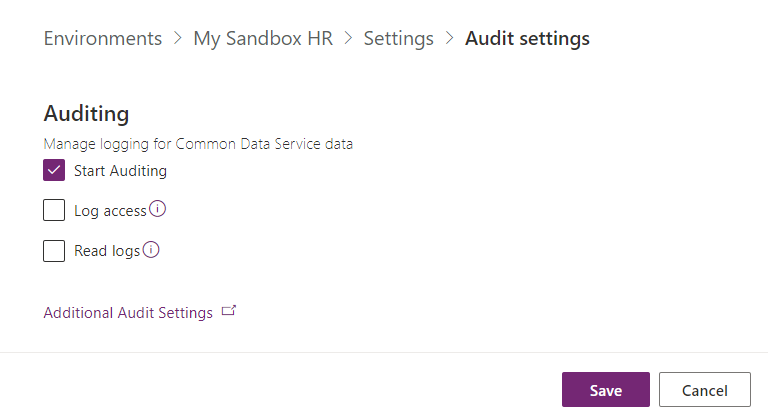 Environments > My Sandbox HR > Settings > Audit settings
Auditing
Manage logging for Common Data Service data
Start Auditing
Log access
Read logs
Additional Audit Settings
Save Cancel